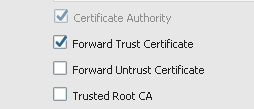 Certificate Authority
Forward Trust Certificate
Forward Untrust Certificate
Trusted Root CA